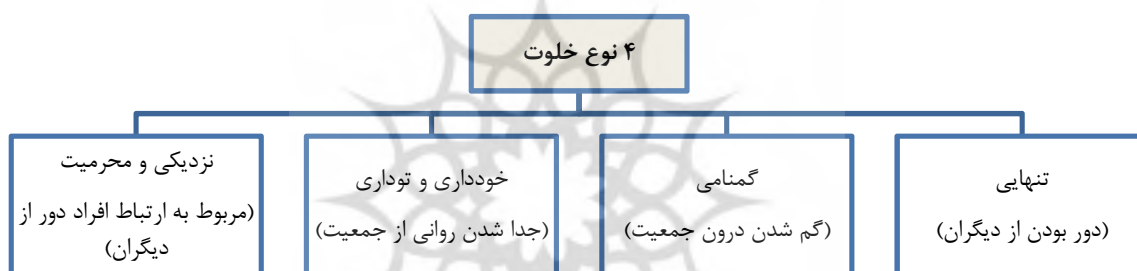 ۴ نوع خلوت
تنهایی
(دور بودن از دیگران)
گمنامی
(گم شدن درون جمعیت)
خودداری و توداری
(جدا شدن روانی از جمعیت)
نزدیکی و محرمیت
(مربوط به ارتباط افراد دور از
دیگران)